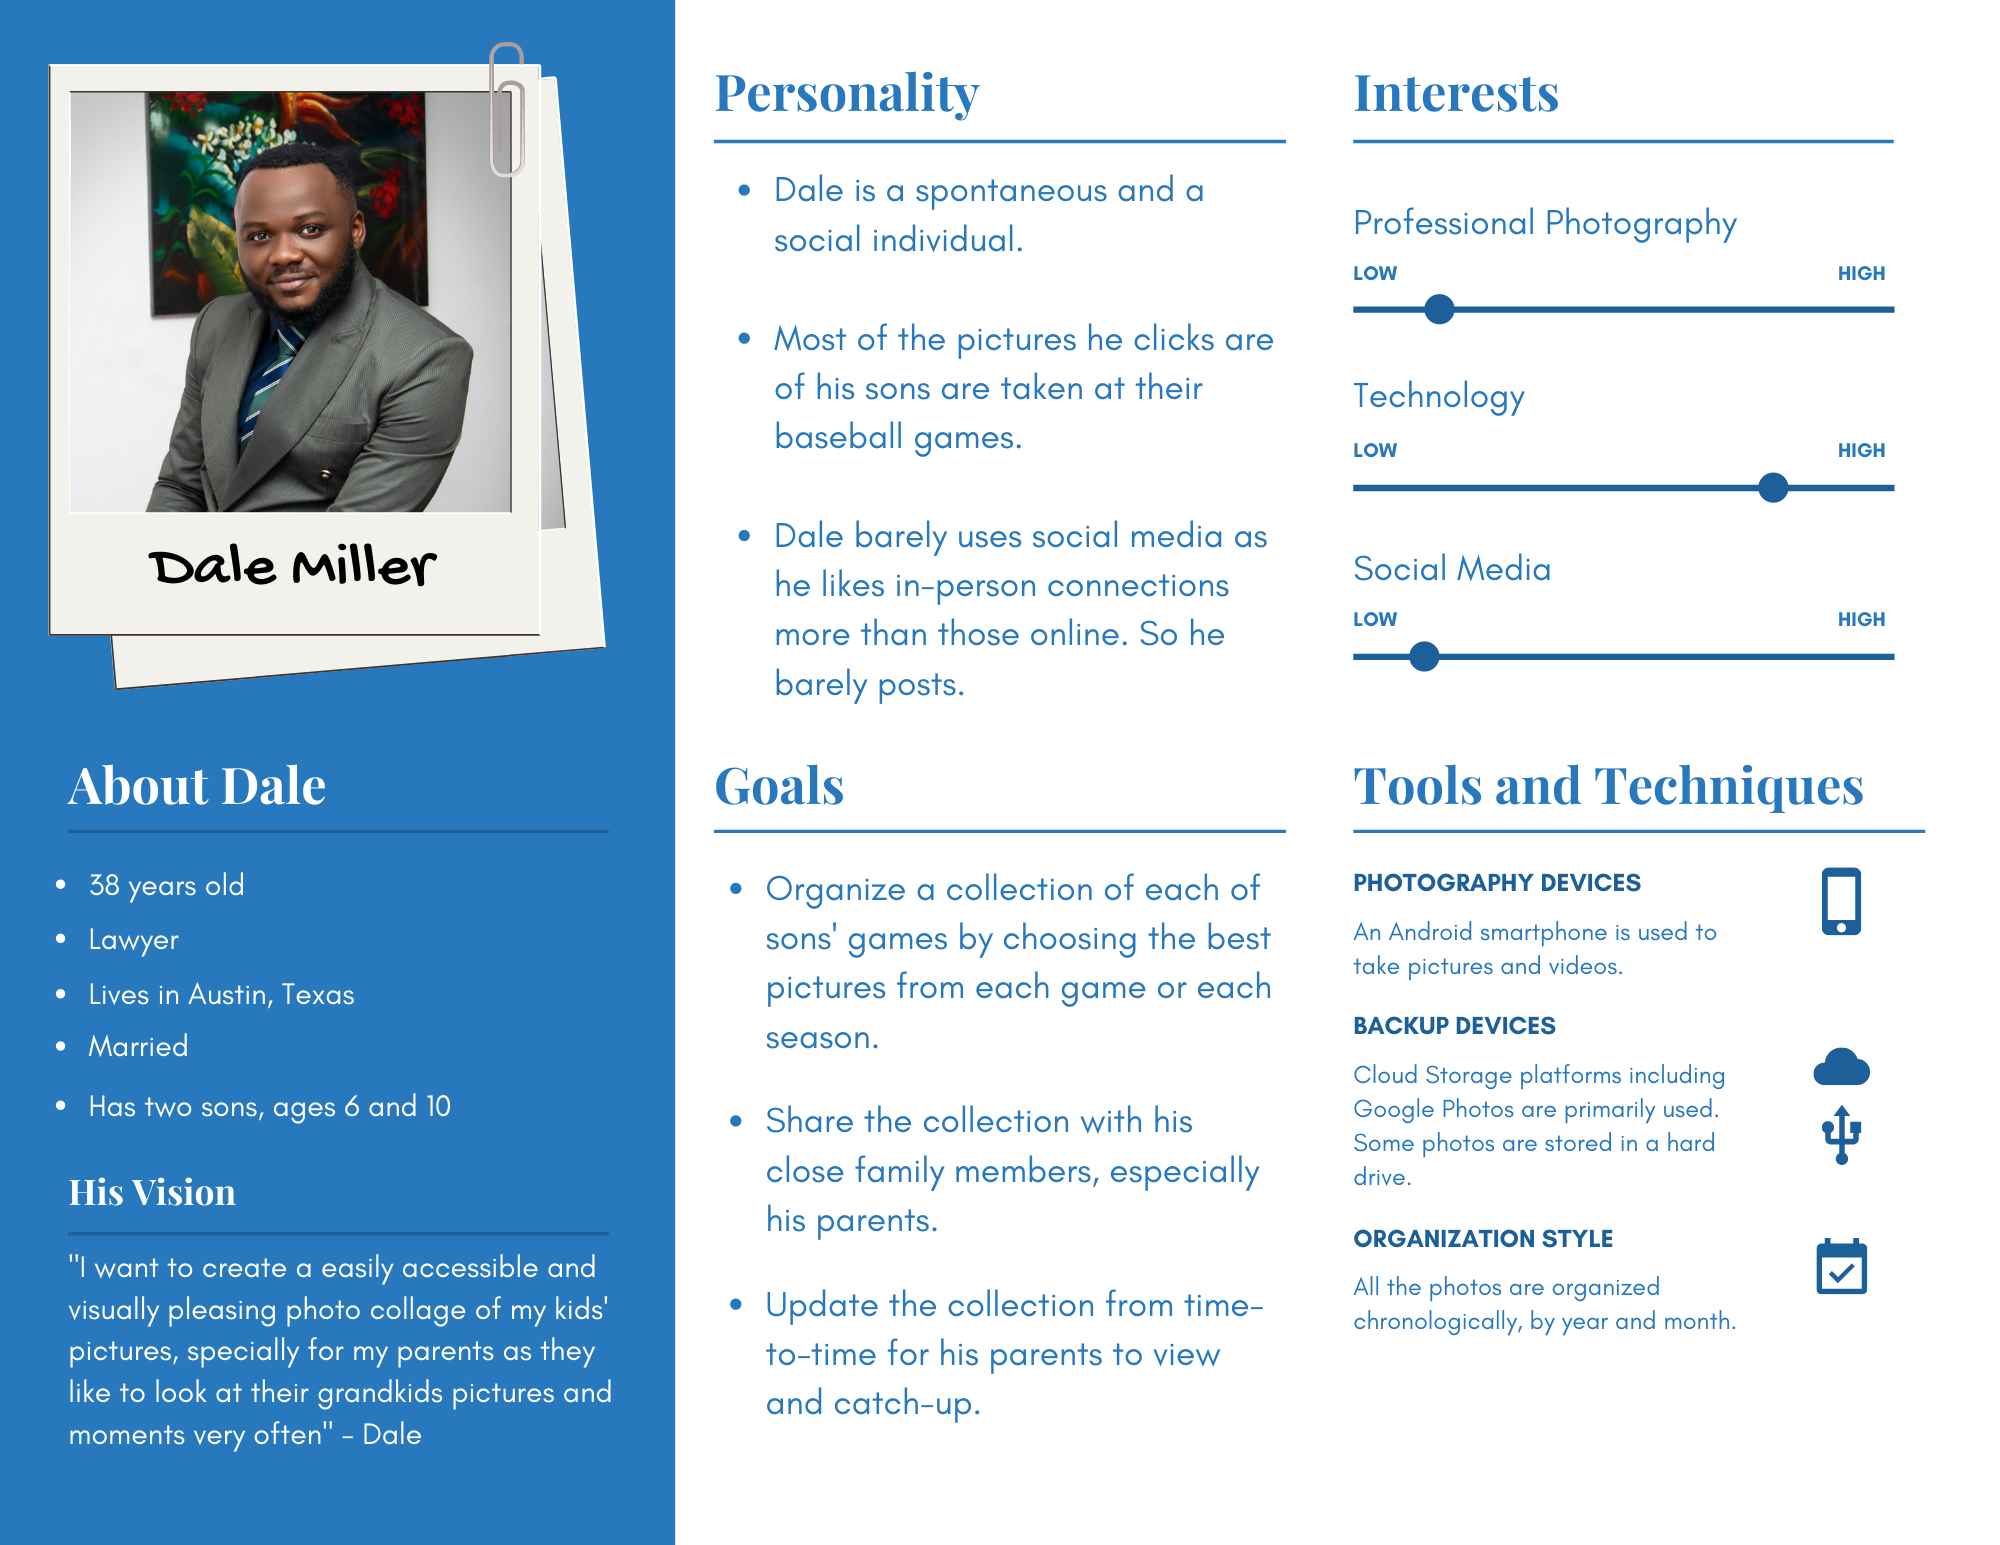 Dale Miller
About Dale
• 38 years old
• Lawyer
• Lives in Austin, Texas
• Married
• Has two sons, ages 6 and 10
His Vision
"I want to create a easily accessible and
visually pleasing photo collage of my kids'
pictures, specially for my parents as they
like to look at their grandkids pictures and
moments very often" - Dale
Personality
• Dale is a spontaneous and a
social individual.
• Most of the pictures he clicks are
of his sons are taken at their
baseball games.
• Dale barely uses social media as
he likes in-person connections
more than those online. So he
barely posts.
Goals
• Organize a collection of each of
sons' games by choosing the best
pictures from each game or each
season.
• Share the collection with his
close family members, especially
his parents.
• Update the collection from time-
to-time for his parents to view
and catch-up.
Interests
Professional Photography
LOW HIGH
Technology
LOW HIGH
Social Media
LOW HIGH
Tools and Techniques
PHOTOGRAPHY DEVICES
An Android smartphone is used to
take pictures and videos.
BACKUP DEVICES
Cloud Storage platforms including
Google Photos are primarily used.
Some photos are stored in a hard
drive.
ORGANIZATION STYLE
All the photos are organized
chronologically, by year and month.